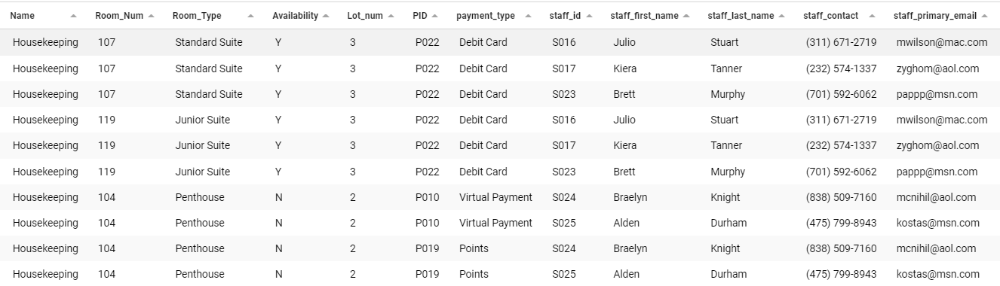 Name Room_Num Room_Type Availability Lot_num PID payment_type staff_id staff_first_name staff_last_name staff_contact staff_primary_email
Housekeeping 107 Standard Suite Y 3 P022 Debit Card S016 Julio Stuart (311) 671-2719 mwilson@mac.com
Housekeeping 107 Standard Suite Y 3 P022 Debit Card S017 Kiera Tanner (232) 574-1337 zyghom@aol.com
Housekeeping 107 Standard Suite Y 3 P022 Debit Card S023 Brett Murphy (701) 592-6062 pappp@msn.com
Housekeeping 119 Junior Suite Y 3 P022 Debit Card S016 Julio Stuart (311) 671-2719 mwilson@mac.com
Housekeeping 119 Junior Suite Y 3 P022 Debit Card S017 Kiera Tanner (232) 574-1337 zyghom@aol.com
Housekeeping 119 Junior Suite Y 3 P022 Debit Card S023 Brett Murphy (701) 592-6062 pappp@msn.com
Housekeeping 104 Penthouse N 2 P010 Virtual Payment S024 Braelyn Knight (838) 509-7160 mcnihil@aol.com
Housekeeping 104 Penthouse N 2 P010 Virtual Payment S025 Alden Durham (475) 799-8943 kostas@msn.com
Housekeeping 104 Penthouse N 2 P019 Points S024 Braelyn Knight (838) 509-7160 mcnihil@aol.com
Housekeeping 104 Penthouse N 2 P019 Points S025 Alden Durham (475) 799-8943 kostas@msn.com